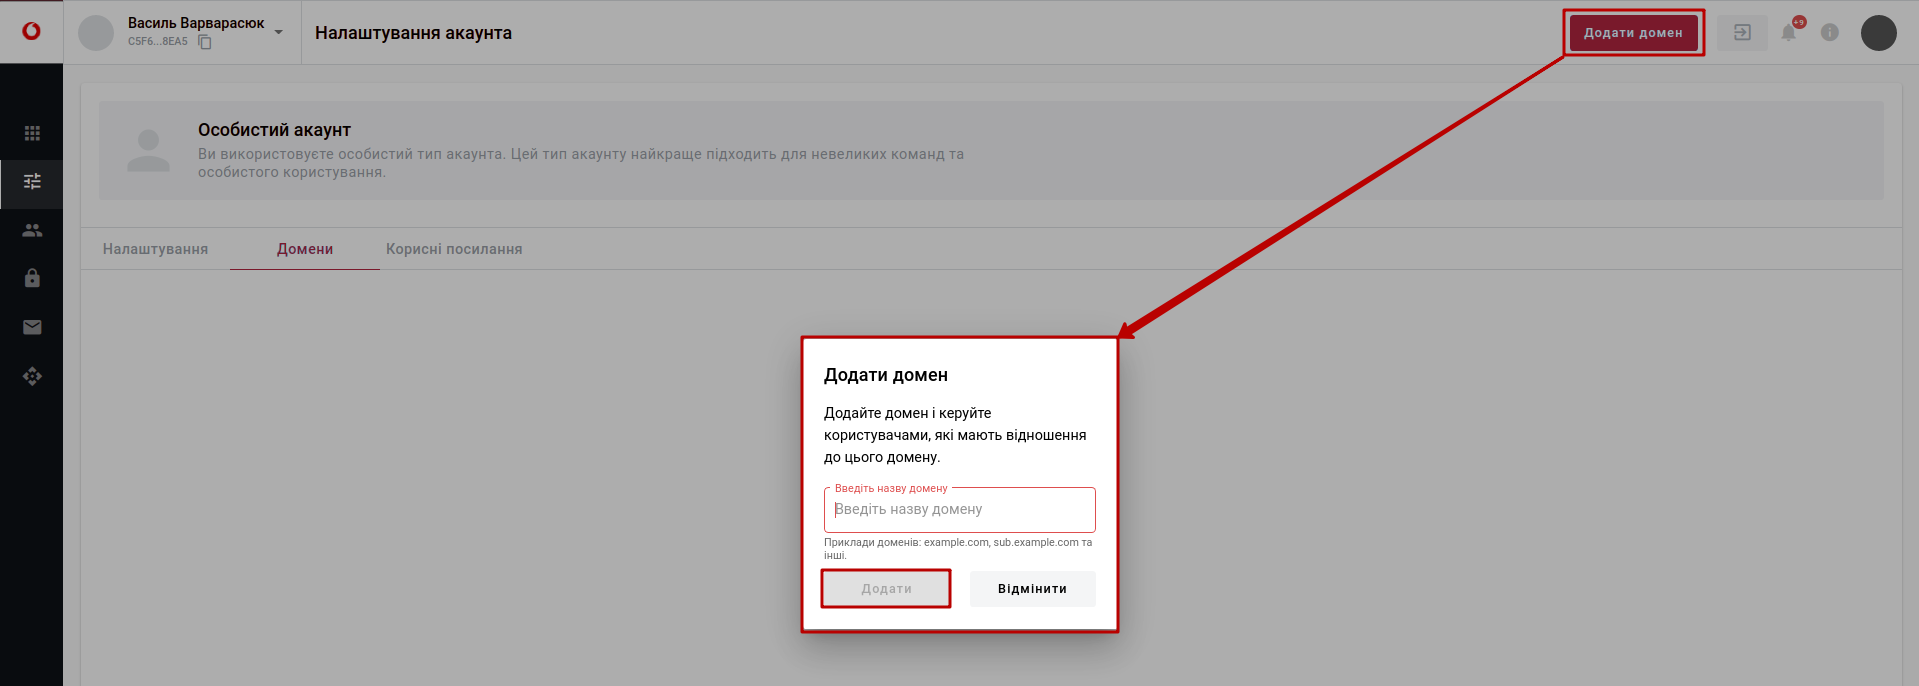 Василь Варварасюк
C5F6...8EA5
Налаштування акаунта
Додати домен
+9
Особистий акаунт
Ви використовуєте особистий тип акаунта. Цей тип акаунту найкраще підходить для невеликих команд та
особистого користування.
Налаштування
Домени
Корисні посилання
Додати домен
Додайте домен і керуйте
користувачами, які мають відношення
до цього домену.
Введіть назву домену
Введіть назву домену
Приклади доменів: example.com, sub.example.com та
інші.
Додати
Відмінити